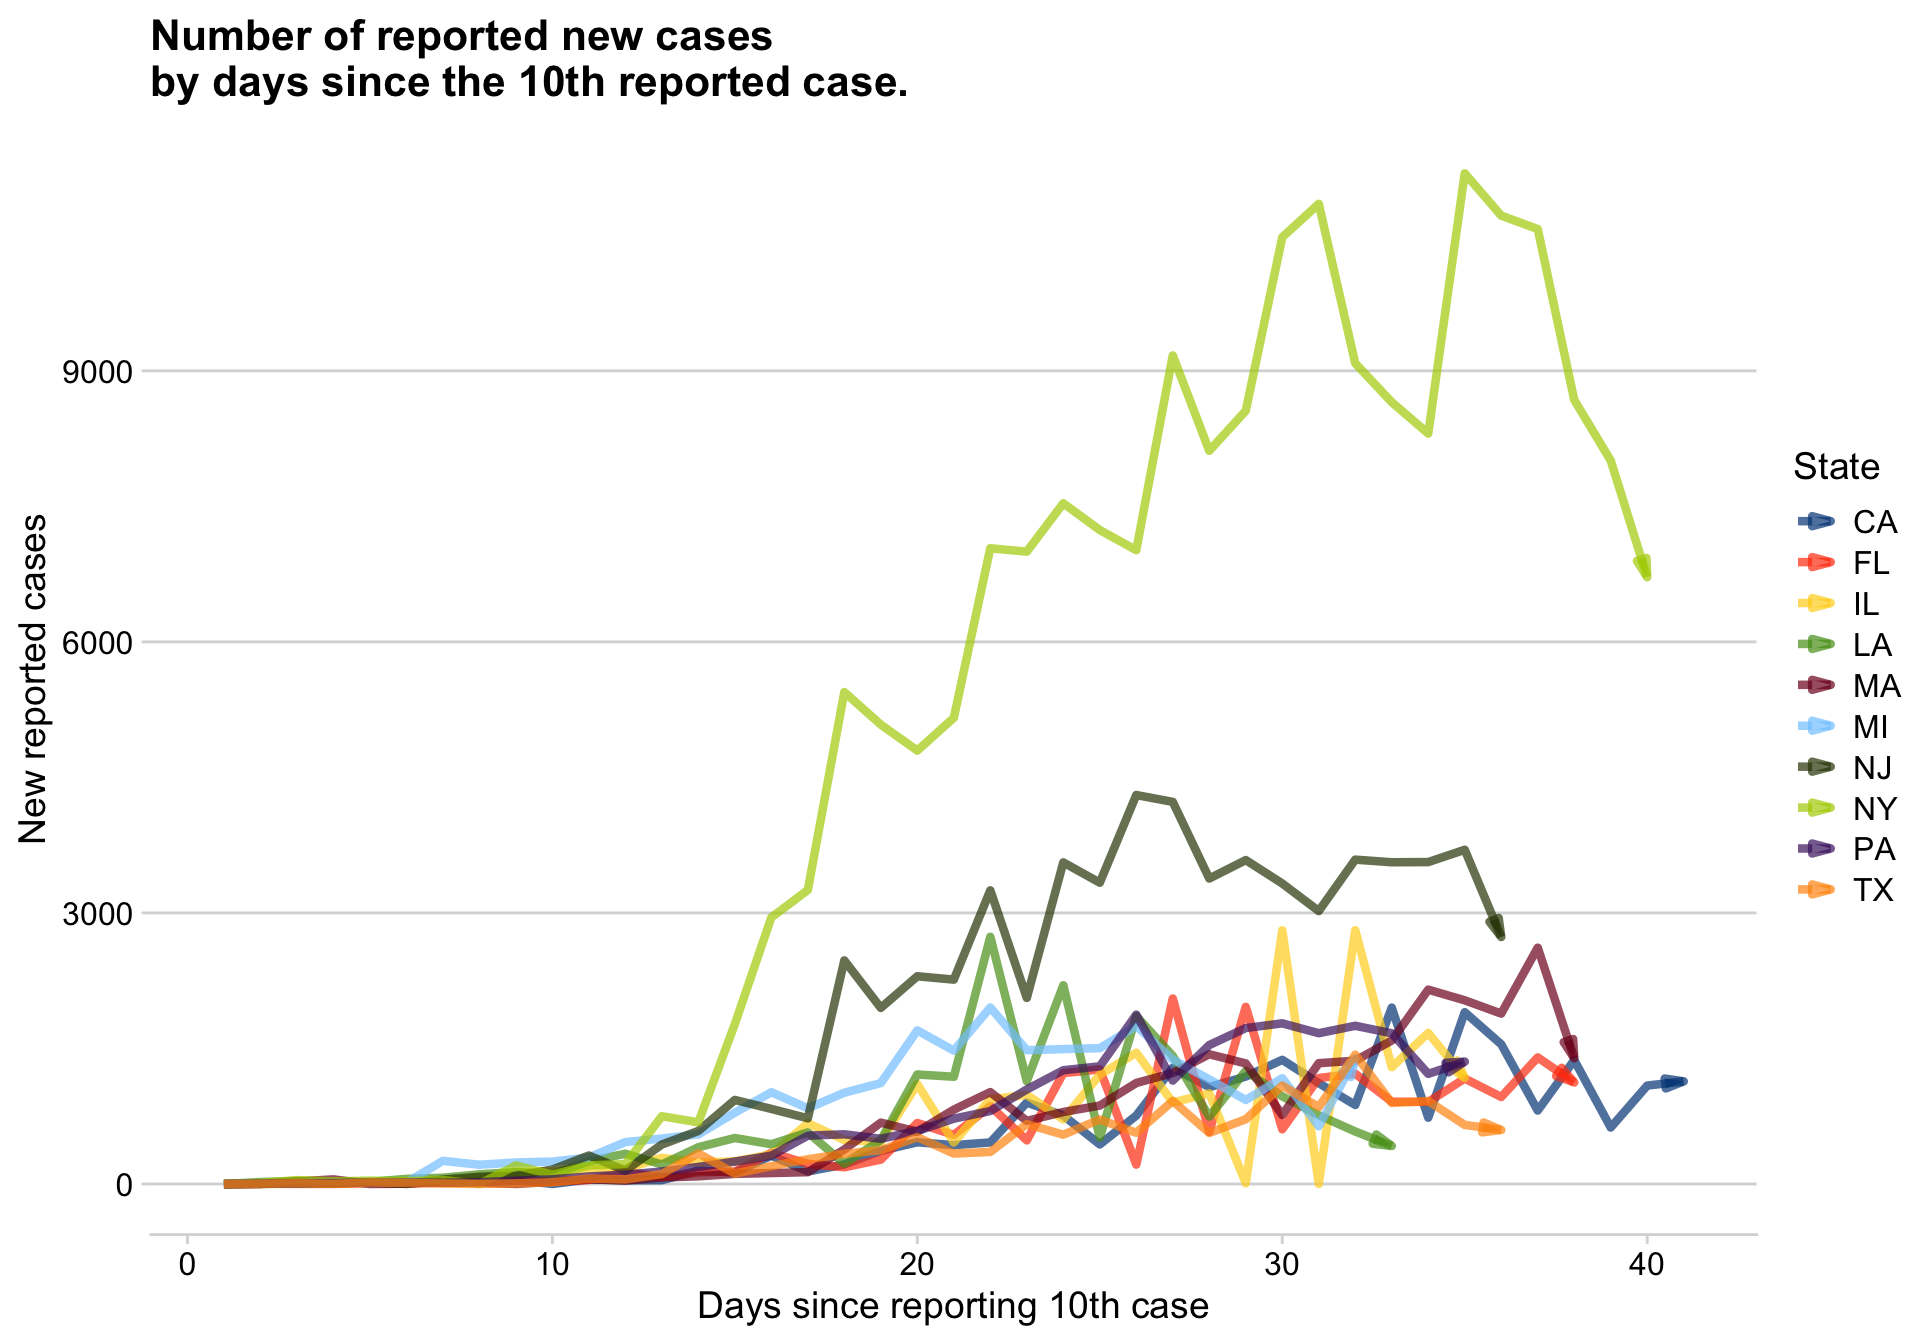 Number of reported new cases
by days since the 10th reported case.
New reported cases
9000
6000
3000
0
0 10 20 30 40
Days since reporting 10th case
State
CA
FL
IL
LA
MA
MI
NJ
NY
PA
TX